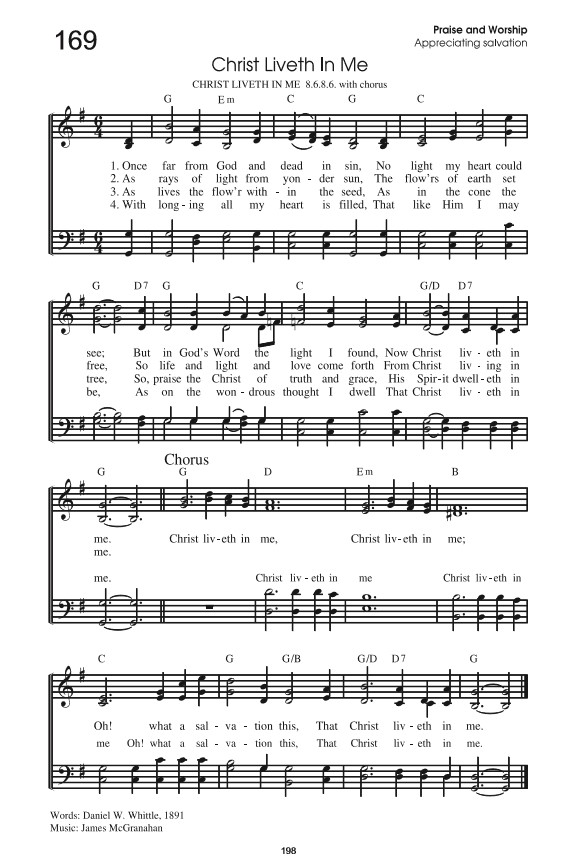 169
Praise and Worship
Appreciating salvation
Christ Liveth In Me
CHRIST LIVETH IN ME 8.6.8.6. with chorus
G Em C G C
1. Once far from God and dead in sin, No light my heart could
2. As rays of light from yon - der sun, The flow'rs of earth set
3. As lives the flow'r with - in the seed, As in the cone the
4. With long - ing all my heart is filled, That like Him I may
G D7 G C G/D D7
see; But in God's Word the light I found, Now Christ liv - eth in
free, So life and light and love come forth From Christ liv - ing in
tree, So, praise the Christ of truth and grace, His Spir - it dwell - eth in
be, As on the won - drous thought I dwell That Christ liv - eth in
Chorus
G G D Em B
me. Christ liv - eth in me, Christ liv - eth in me;
me.
me. Christ liv - eth in me Christ liv - eth in
C G G/B G/D D7 G
Oh! what a sal - va - tion this, That Christ liv - eth in me.
me Oh! what a sal - va - tion this, That Christ liv - eth in me.
Words: Daniel W. Whittle, 1891
Music: James McGranahan
198